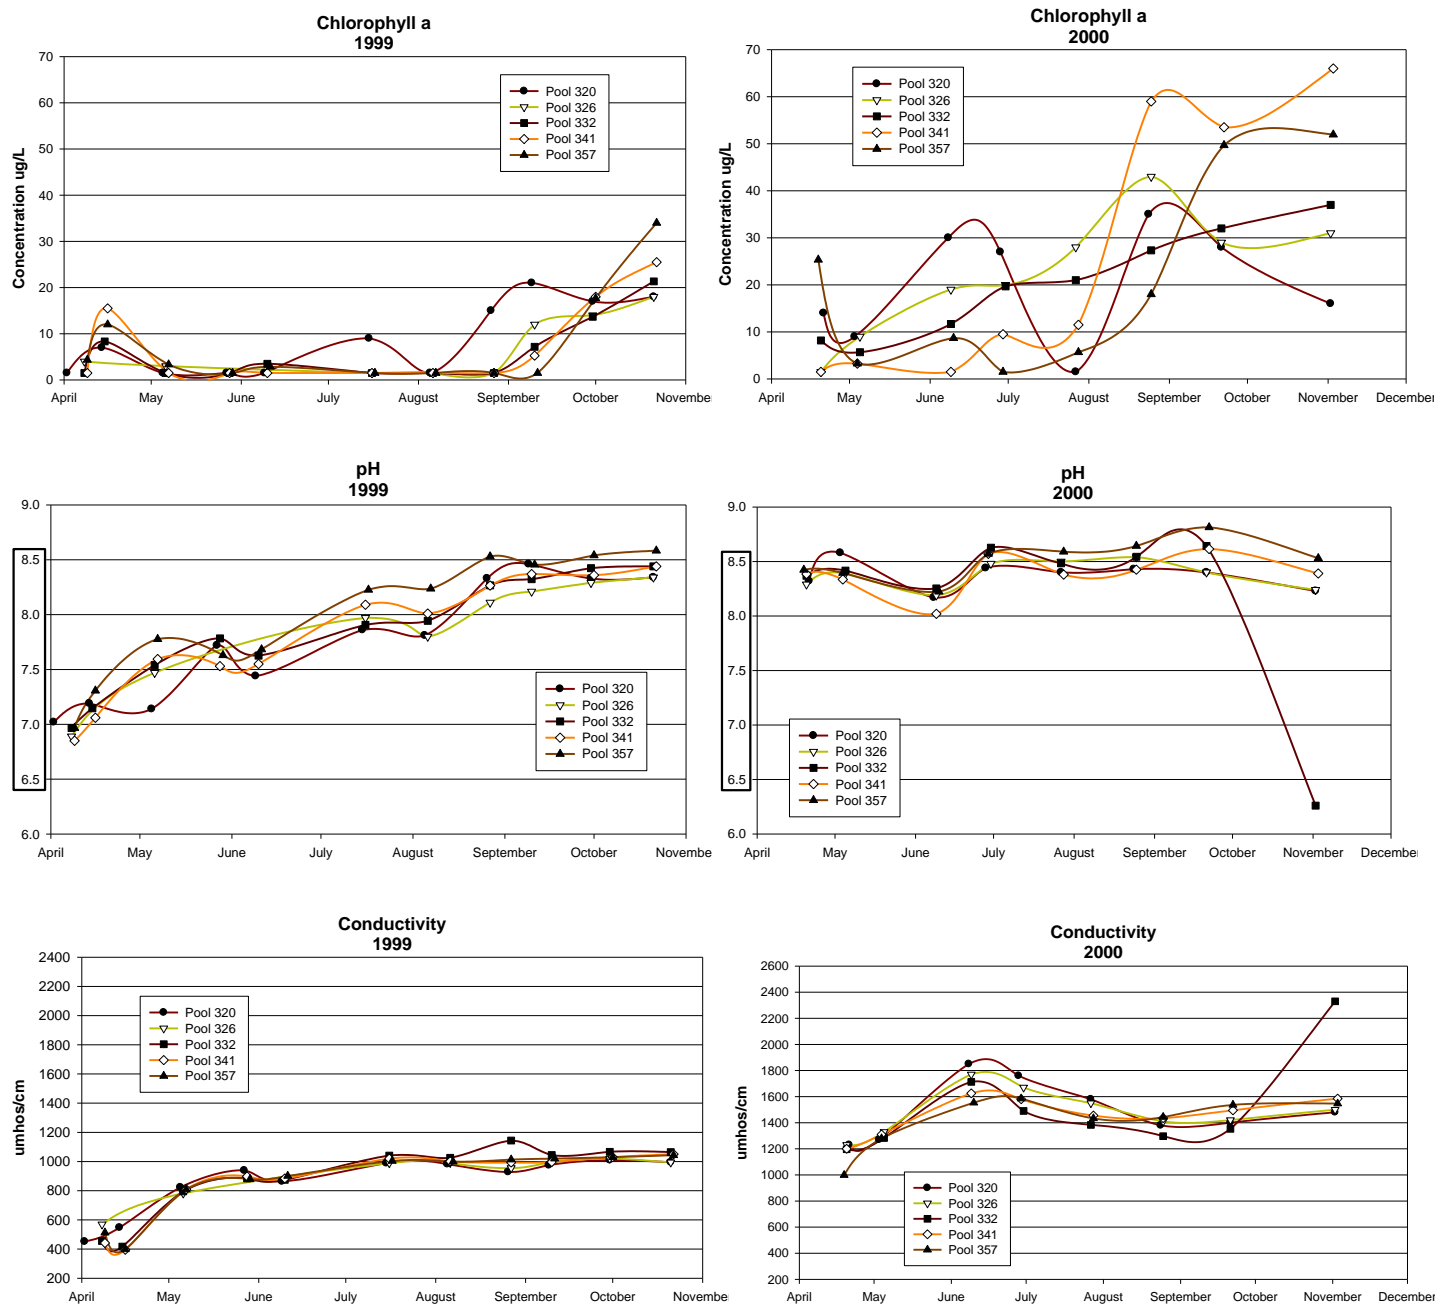 Chlorophyll a
1999
70
60
50
40
30
20
10
0
Concentration ug/L
Pool 320
Pool 326
Pool 332
Pool 341
Pool 357
April May June July August September October November
Chlorophyll a
2000
70
60
50
40
30
20
10
0
Concentration ug/L
Pool 320
Pool 326
Pool 332
Pool 341
Pool 357
April May June July August September October November December
pH
1999
9.0
8.5
8.0
7.5
7.0
6.5
6.0
Pool 320
Pool 326
Pool 332
Pool 341
Pool 357
April May June July August September October November
pH
2000
9.0
8.5
8.0
7.5
7.0
6.5
6.0
Pool 320
Pool 326
Pool 332
Pool 341
Pool 357
April May June July August September October November December
Conductivity
1999
2400
2200
2000
1800
1600
1400
1200
1000
800
600
400
200
umhos/cm
Pool 320
Pool 326
Pool 332
Pool 341
Pool 357
April May June July August September October November
Conductivity
2000
2600
2400
2200
2000
1800
1600
1400
1200
1000
800
600
400
200
umhos/cm
Pool 320
Pool 326
Pool 332
Pool 341
Pool 357
April May June July August September October November December